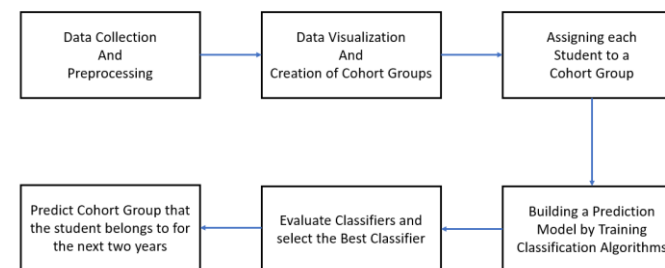 Data Collection
And
Preprocessing
Data Visualization
And
Creation of Cohort Groups
Assigning each
Student to a
Cohort Group
Building a Prediction
Model by Training
Classification Algorithms
Evaluate Classifiers and
select the Best Classifier
Predict Cohort Group that
the student belongs to for
the next two years